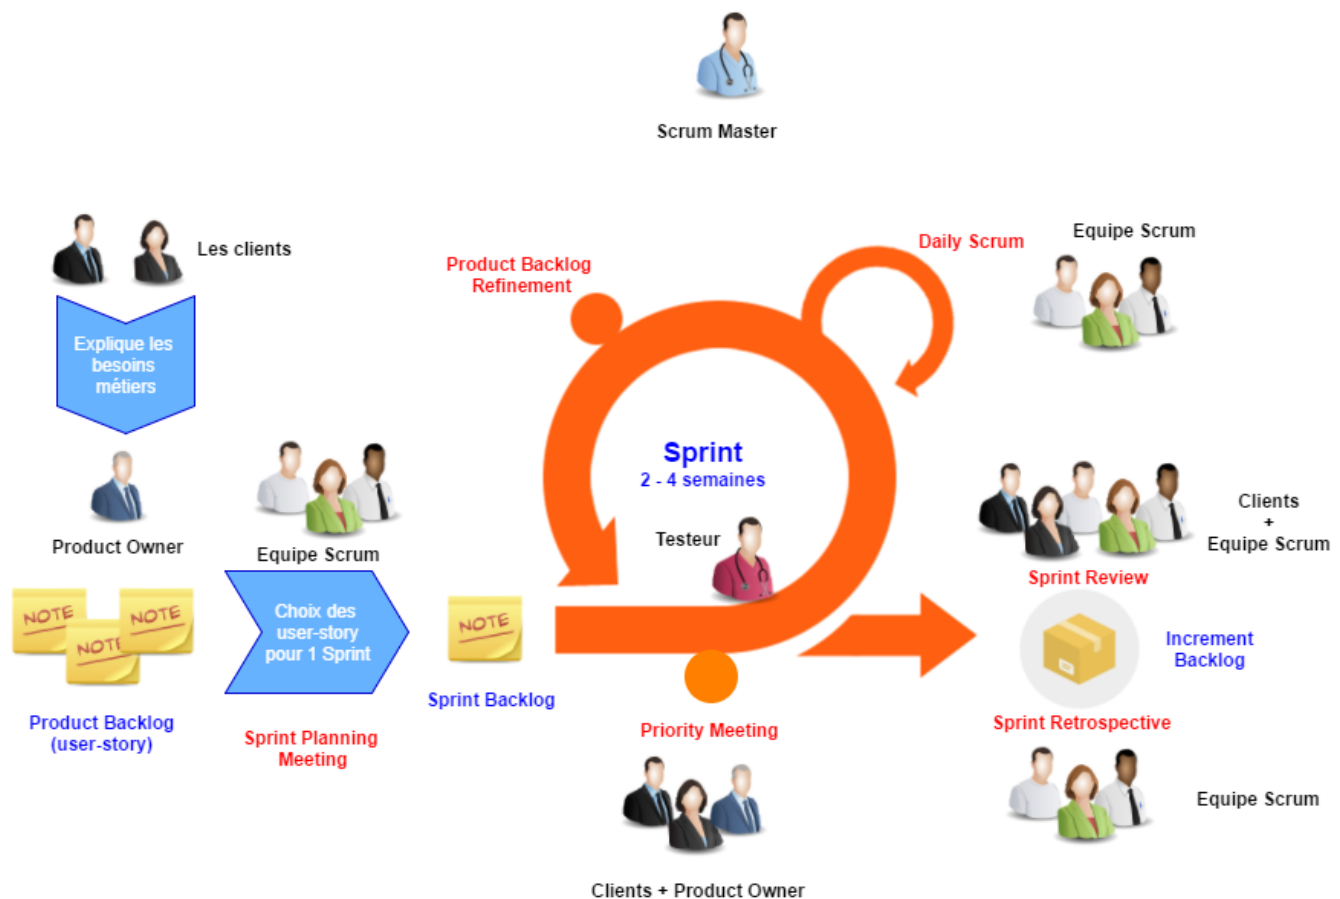 Scrum Master
Les clients
Explique les
besoins
métiers
Product Owner
Equipe Scrum
NOTE
NOTE
NOTE
Product Backlog
(user-story)
Choix des
user-story
pour 1 Sprint
Sprint Planning
Meeting
NOTE
Sprint Backlog
Product Backlog
Refinement
Sprint
2 - 4 semaines
Testeur
Priority Meeting
Clients + Product Owner
Daily Scrum
Equipe Scrum
Clients
+
Equipe Scrum
Sprint Review
Increment
Backlog
Sprint Retrospective
Equipe Scrum